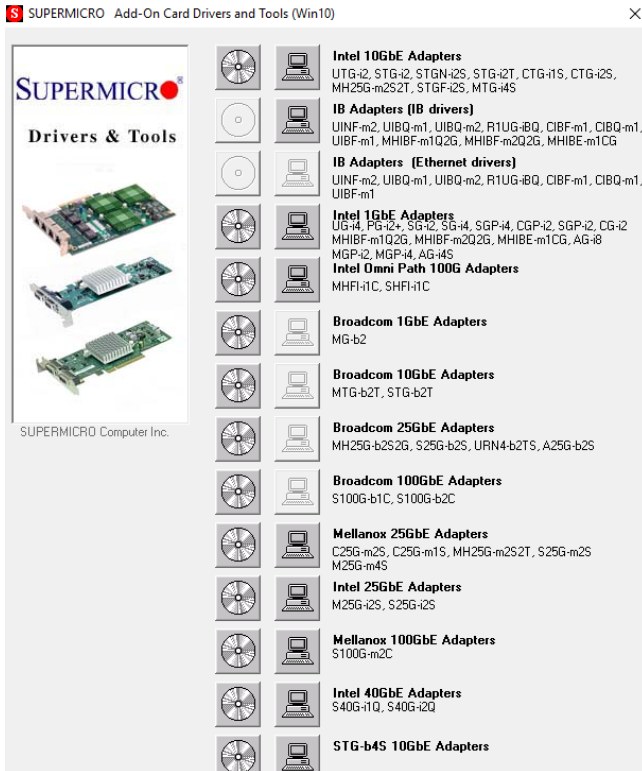 SUPERMICRO Add-On Card Drivers and Tools (Win10)
SUPERMICRO®
Drivers & Tools
SUPERMICRO Computer Inc.
Intel 10GbE Adapters
UTG-i2, STG-i2, STGN-i2S, STG-i2T, CTG-i1S, CTG-i2S,
MH25G-m2S2T, STGF-i2S, MTG-i4S
IB Adapters (IB drivers)
UINF-m2, UIBQ-m1, UIBQ-m2, R1UG-iBQ, CIBF-m1, CIBQ-m1,
UIBF-m1, MHIBF-m1Q2G, MHIBF-m2Q2G, MHIBE-m1CG
IB Adapters (Ethernet drivers)
UINF-m2, UIBQ-m1, UIBQ-m2, R1UG-iBQ, CIBF-m1, CIBQ-m1,
UIBF-m1
Intel 1GbE Adapters
UG-i4, PG-i2+, SG-i2, SG-i4, SGP-i4, CGP-i2, SGP-i2, CG-i2
MHIBF-m1Q2G, MHIBF-m2Q2G, MHIBE-m1CG, AG-i8
MGP-i2, MGP-i4, AG-i4S
Intel Omni Path 100G Adapters
MHFI-i1C, SHFI-i1C
Broadcom 1GbE Adapters
MG-b2
Broadcom 10GbE Adapters
MTG-b2T, STG-b2T
Broadcom 25GbE Adapters
MH25G-b2S2G, S25G-b2S, URN4-b2TS, A25G-b2S
Broadcom 100GbE Adapters
S100G-b1C, S100G-b2C
Mellanox 25GbE Adapters
C25G-m2S, C25G-m1S, MH25G-m2S2T, S25G-m2S
M25G-m4S
Intel 25GbE Adapters
M25G-i2S, S25G-i2S
Mellanox 100GbE Adapters
S100G-m2C
Intel 40GbE Adapters
S40G-i1Q, S40G-i2Q
STG-b4S 10GbE Adapters